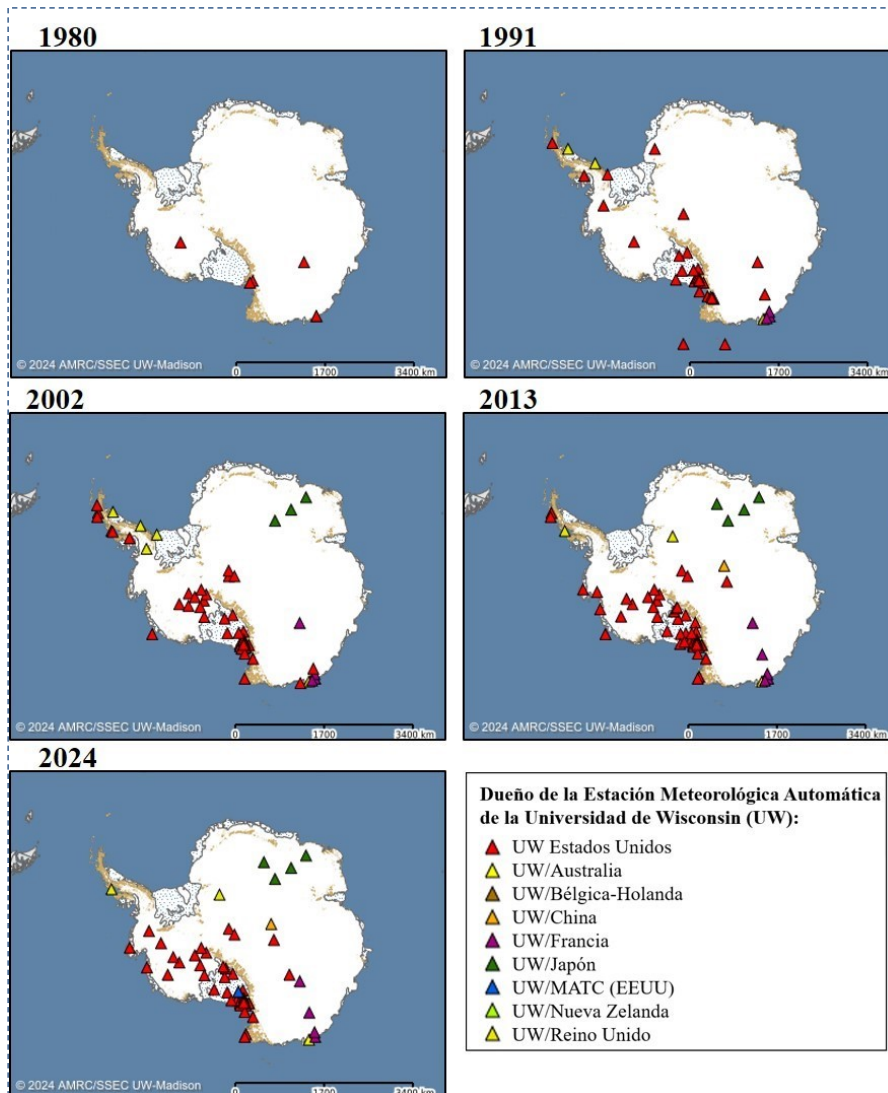 1980
1991
© 2024 AMRC/SSEC UW-Madison
0 1700 3400 km
© 2024 AMRC/SSEC UW-Madison
0 1700 3400 km
2002
2013
© 2024 AMRC/SSEC UW-Madison
0 1700 3400 km
© 2024 AMRC/SSEC UW-Madison
0 1700 3400 km
2024
© 2024 AMRC/SSEC UW-Madison
0 1700 3400 km
Dueño de la Estación Meteorológica Automática
de la Universidad de Wisconsin (UW):
UW Estados Unidos
UW/Australia
UW/Bélgica-Holanda
UW/China
UW/Francia
UW/Japón
UW/MATC (EEUU)
UW/Nueva Zelanda
UW/Reino Unido